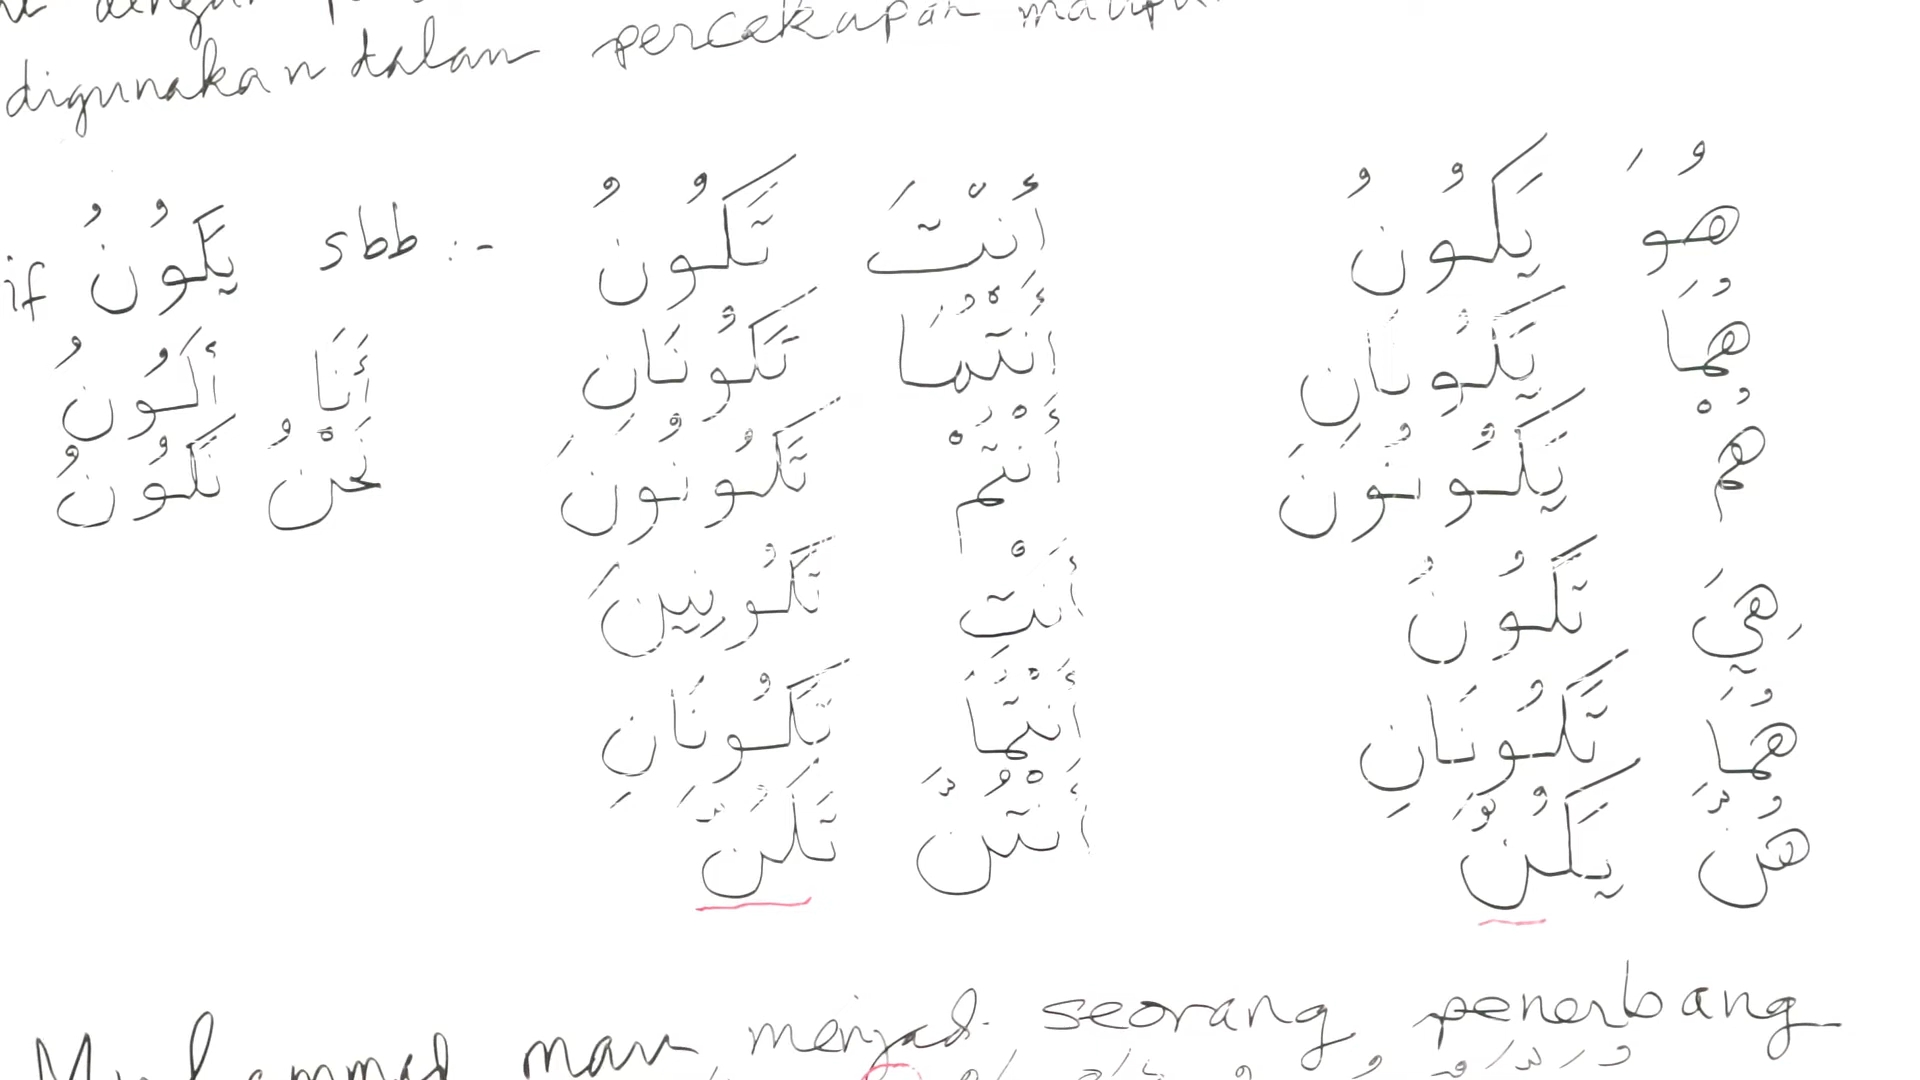 digunakan dalam percekapan
هُوَ يَكُونُ أَنْتَ تَكُونُ if يَكُونُ sbb :-
هُمَا يَكُونَانِ أَنْتُمَا تَكُونَانِ أَنَا أَكُونُ
هُمْ يَكُونُونَ أَنْتُمْ تَكُونُونَ نَحْنُ نَكُونُ
هِيَ تَكُونُ أَنْتِ تَكُونِينَ
هُمَا تَكُونَانِ أَنْتُمَا تَكُونَانِ
هُنَّ يَكُنَّ أَنْتُنَّ تَكُنَّ
Muhammad mau menjadi seorang penerbang